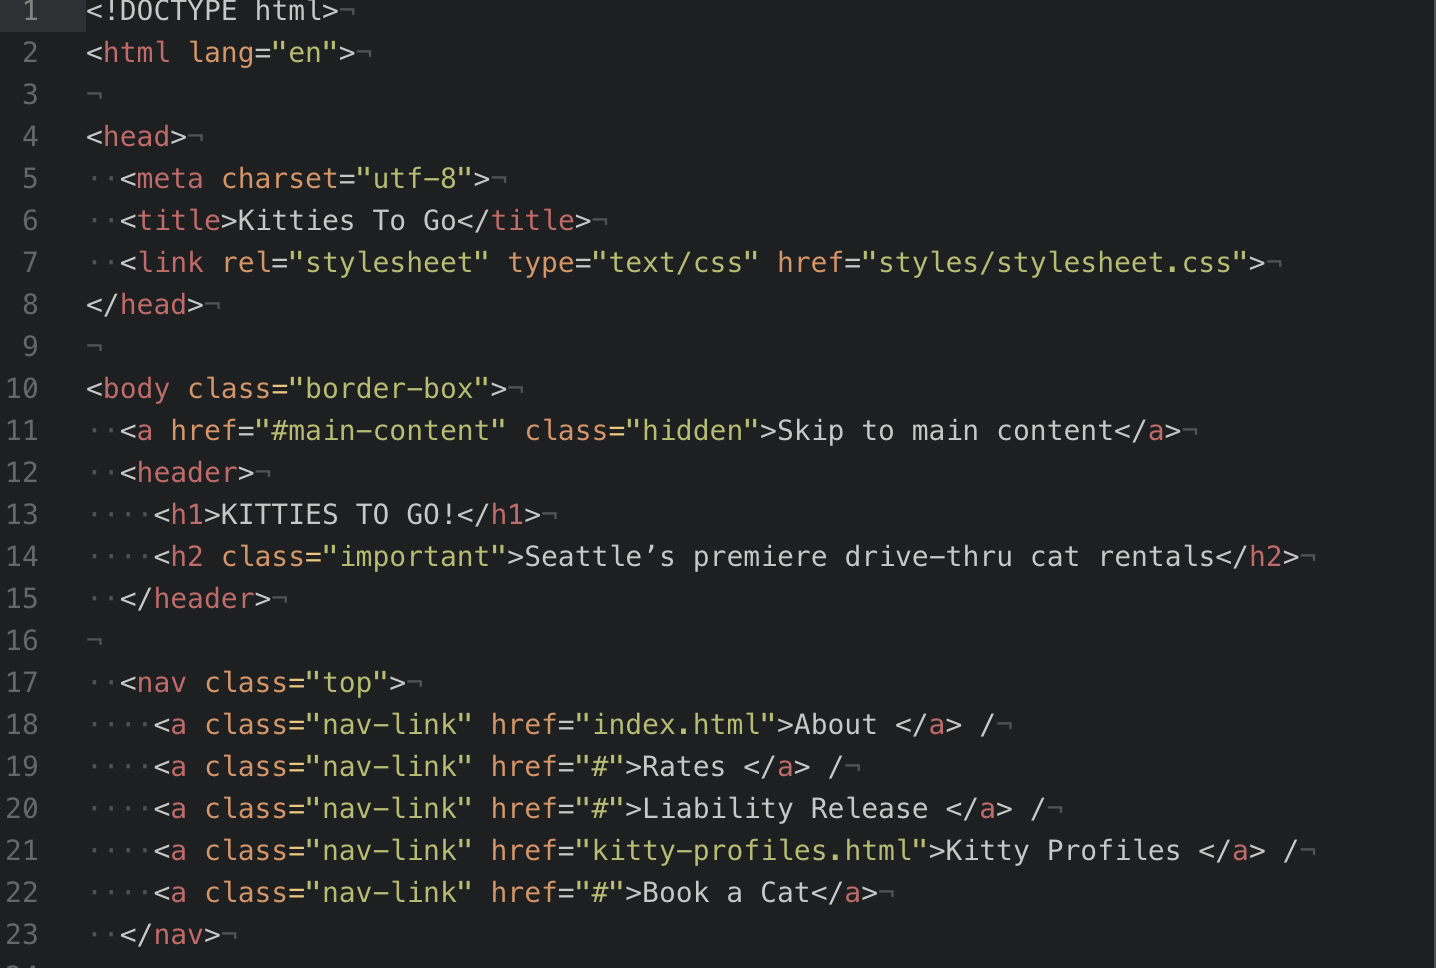 1 <!DOCTYPE html>¬
2 <html lang="en">¬
3 ¬
4 <head>¬
5 ··<meta charset="utf-8">¬
6 ··<title>Kitties To Go</title>¬
7 ··<link rel="stylesheet" type="text/css" href="styles/stylesheet.css">¬
8 </head>¬
9 ¬
10 <body class="border-box">¬
11 ··<a href="#main-content" class="hidden">Skip to main content</a>¬
12 ··<header>¬
13 ····<h1>KITTIES TO GO!</h1>¬
14 ····<h2 class="important">Seattle’s premiere drive-thru cat rentals</h2>¬
15 ··</header>¬
16 ¬
17 ··<nav class="top">¬
18 ····<a class="nav-link" href="index.html">About </a> /¬
19 ····<a class="nav-link" href="#">Rates </a> /¬
20 ····<a class="nav-link" href="#">Liability Release </a> /¬
21 ····<a class="nav-link" href="kitty-profiles.html">Kitty Profiles </a> /¬
22 ····<a class="nav-link" href="#">Book a Cat</a>¬
23 ··</nav>¬